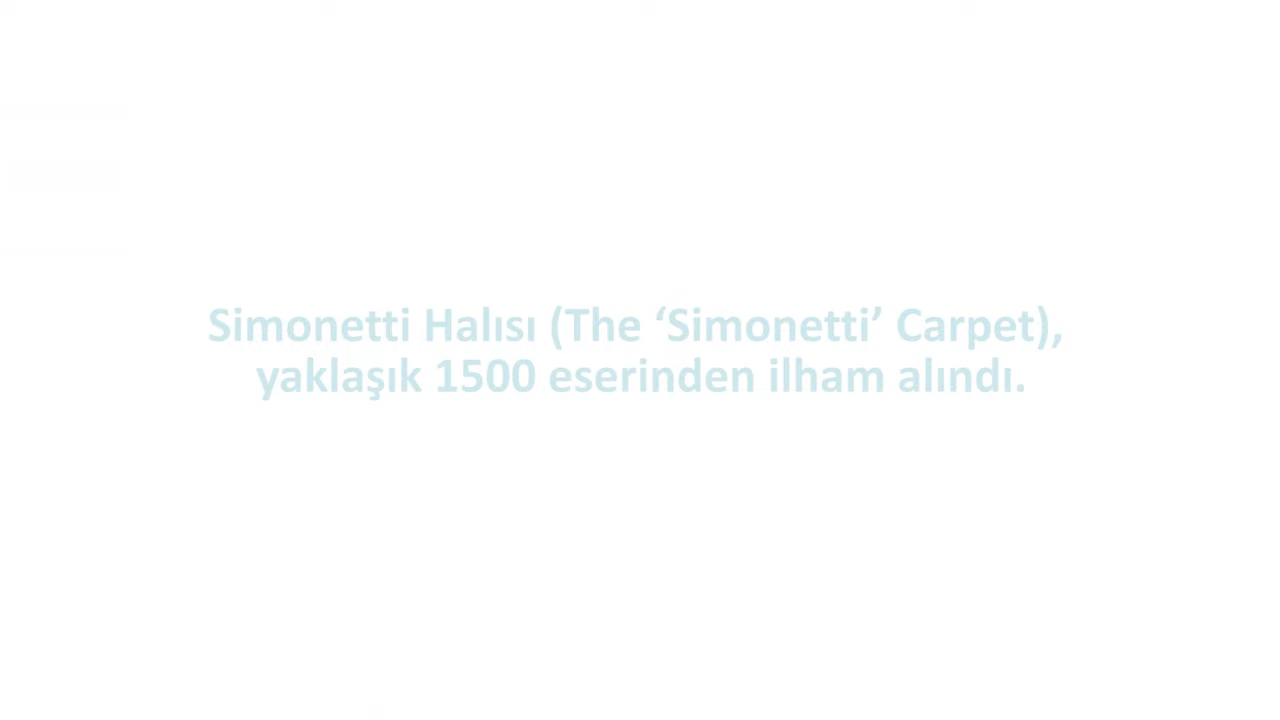 Simonetti Halısı (The ‘Simonetti’ Carpet),
yaklaşık 1500 eserinden ilham alındı.